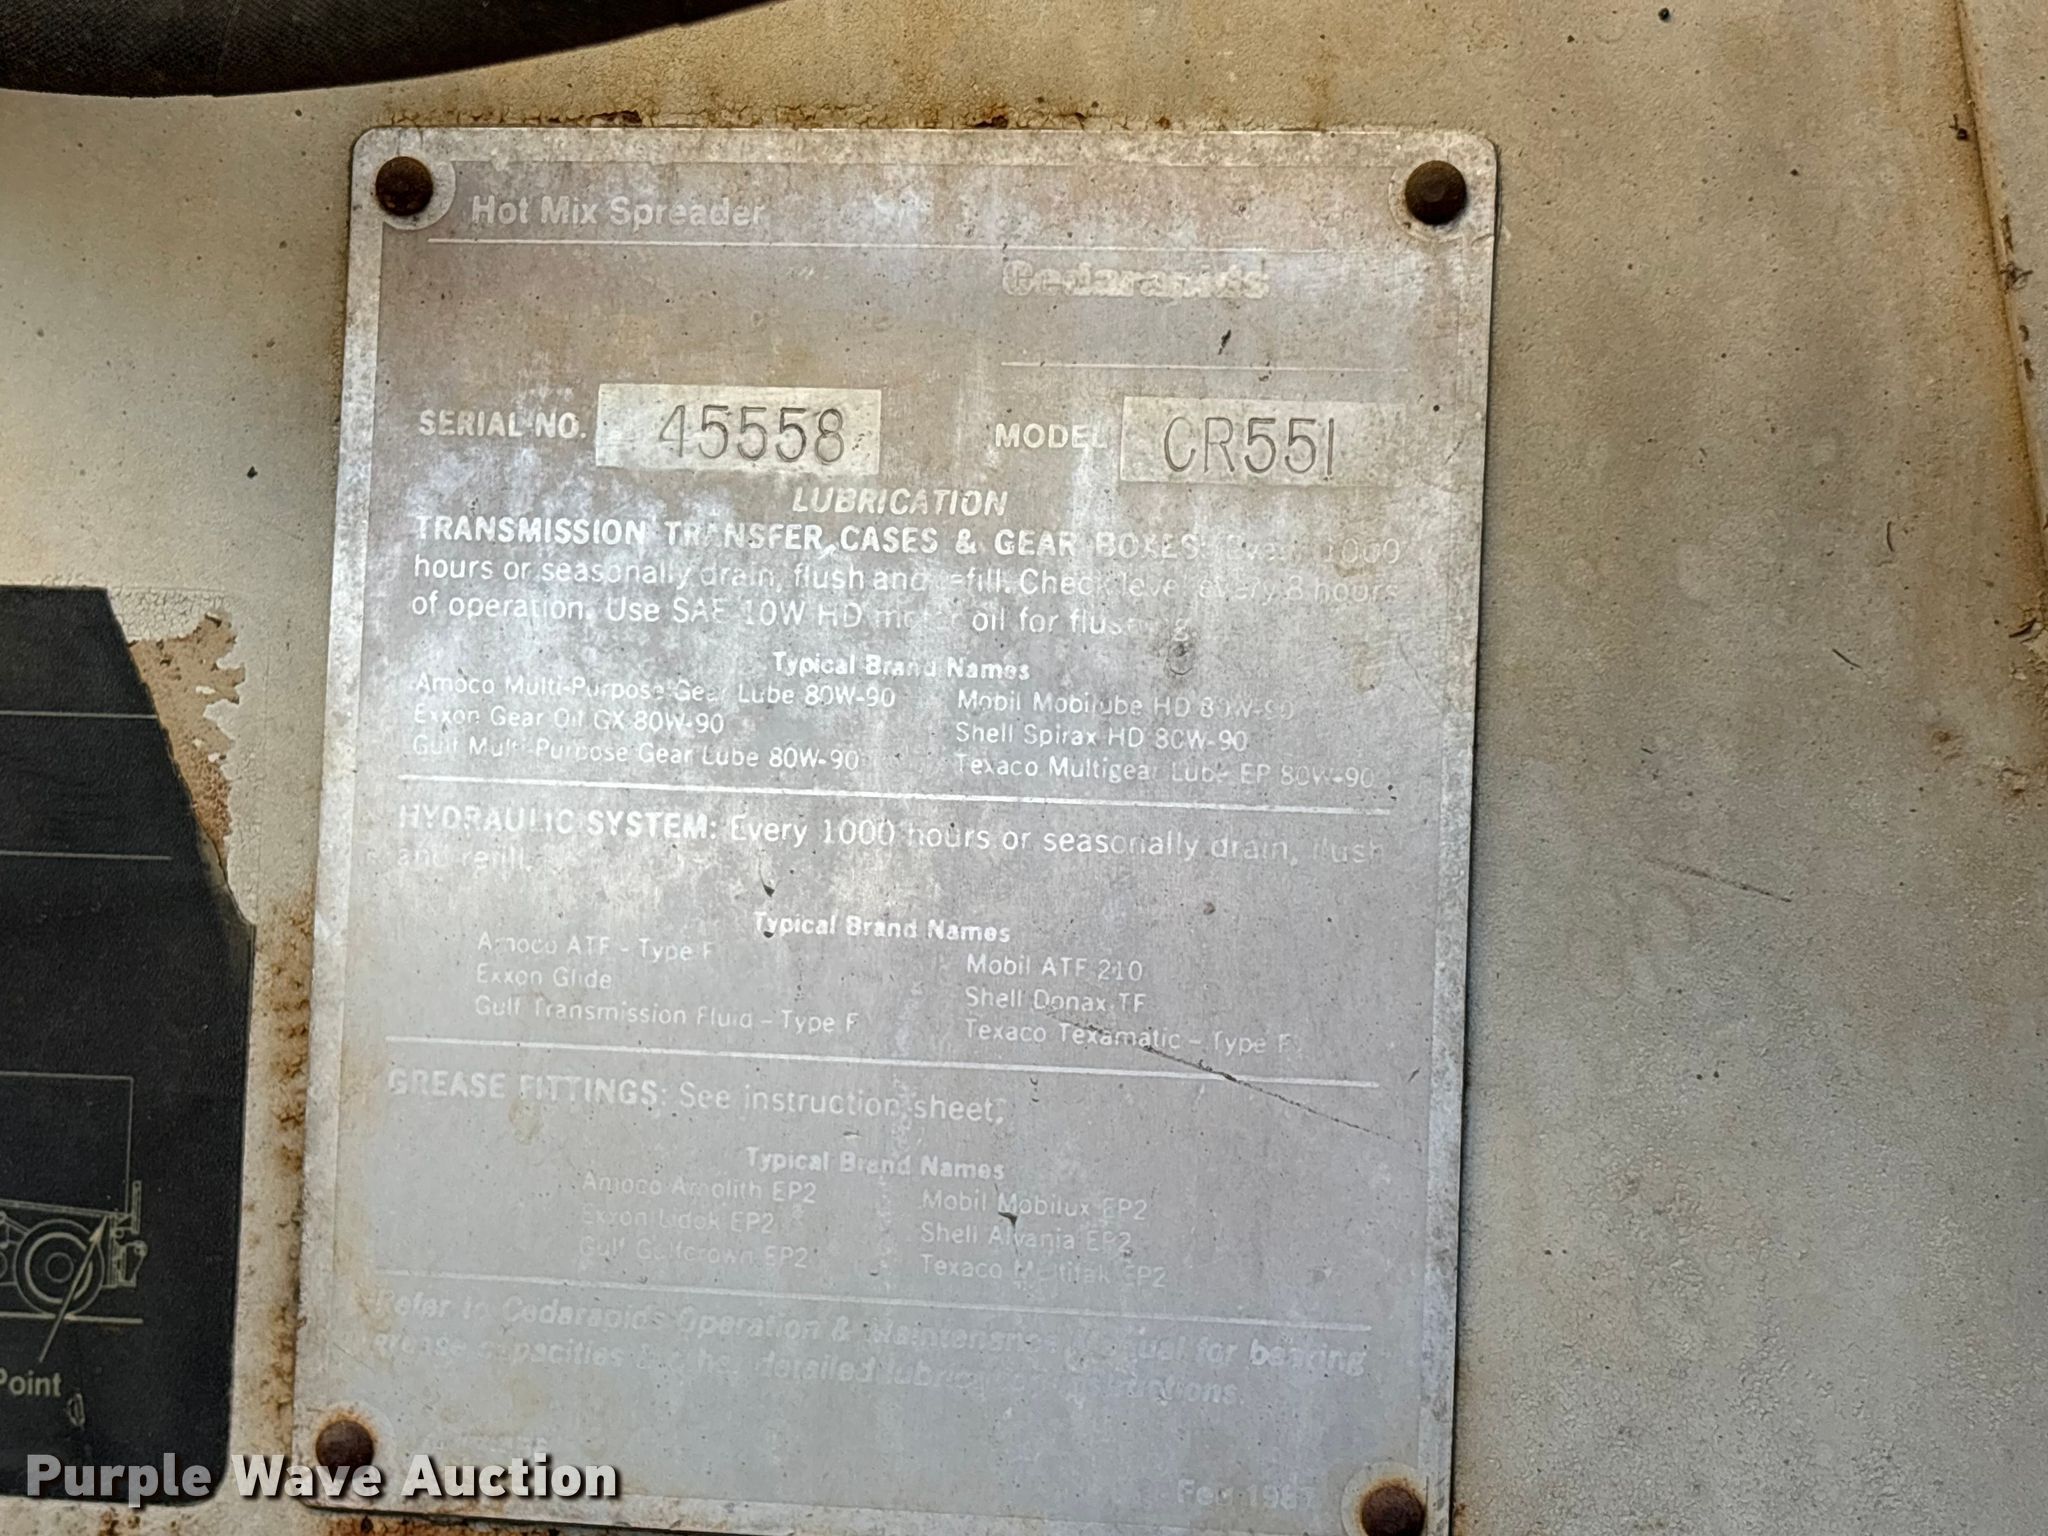 Hot Mix Spreader
Cedarapids
SERIAL NO. 45558 MODEL CR551
LUBRICATION
TRANSMISSION TRANSFER CASES & GEAR BOXES: Every 1000
hours or seasonally drain, flush and refill. Check level every 8 hours
of operation. Use SAE 10W HD motor oil for flushing.
Typical Brand Names
Amoco Multi-Purpose Gear Lube 80W-90 Mobil Mobilube HD 80W-90
Exxon Gear Oil GX 80W-90 Shell Spirax HD 80W-90
Gulf Multi-Purpose Gear Lube 80W-90 Texaco Multigear Lube EP 80W-90
HYDRAULIC SYSTEM: Every 1000 hours or seasonally drain, flush
and refill.
Typical Brand Names
Amoco ATF - Type F Mobil ATF 210
Exxon Glide Shell Donax TF
Gulf Transmission Fluid - Type F Texaco Texamatic - Type F
GREASE FITTINGS: See instruction sheet.
Typical Brand Names
Amoco Amolith EP2 Mobil Mobilux EP2
Exxon Lidok EP2 Shell Alvania EP2
Gulf Gulfcrown EP2 Texaco Multifak EP2
Refer to Cedarapids Operation & Maintenance Manual for bearing
grease capacities & other detailed lubrication instructions.
Point
Purple Wave Auction